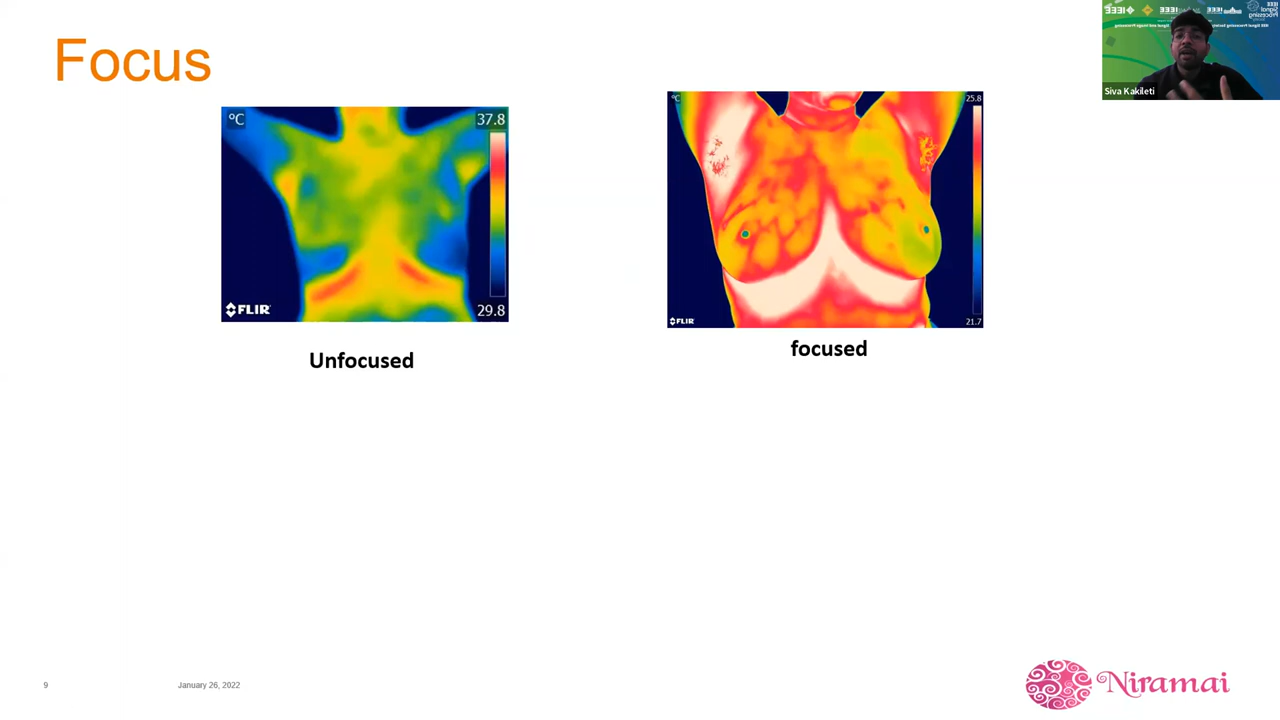 Focus
Siva Kakileti
°C
37.8
29.8
FLIR
Unfocused
°C
25.8
21.7
FLIR
focused
9
January 26, 2022
Niramai